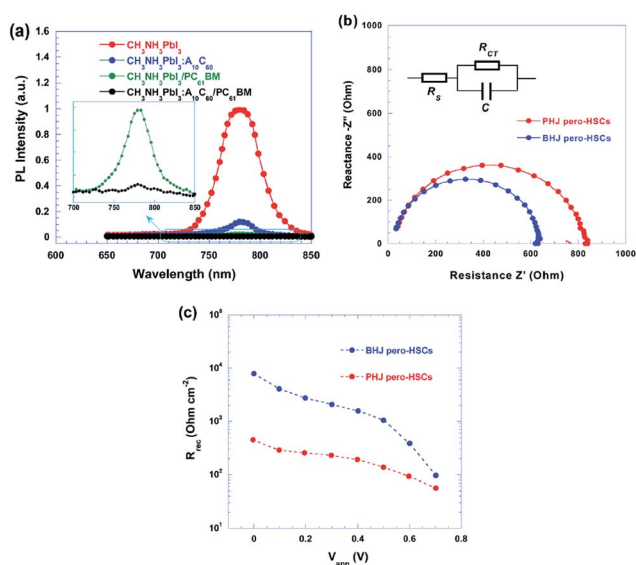 (a)
1.6
1.4
1.2
1
0.8
0.6
0.4
0.2
0
PL Intensity (a.u.)
CH3NH3PbI3
CH3NH3PbI3:A10C60
CH3NH3PbI3/PC61BM
CH3NH3PbI3:A10C60/PC61BM
700 750 800 850
600 650 700 750 800 850
Wavelength (nm)
(b)
1000
800
600
400
200
0
Reactance -Z'' (Ohm)
RCT
RS
C
PHJ pero-HSCs
BHJ pero-HSCs
0 200 400 600 800 1000
Resistance Z' (Ohm)
(c)
10^5
10^4
10^3
10^2
10^1
Rrec (Ohm cm-2)
BHJ pero-HSCs
PHJ pero-HSCs
0 0.2 0.4 0.6 0.8
Vapp (V)